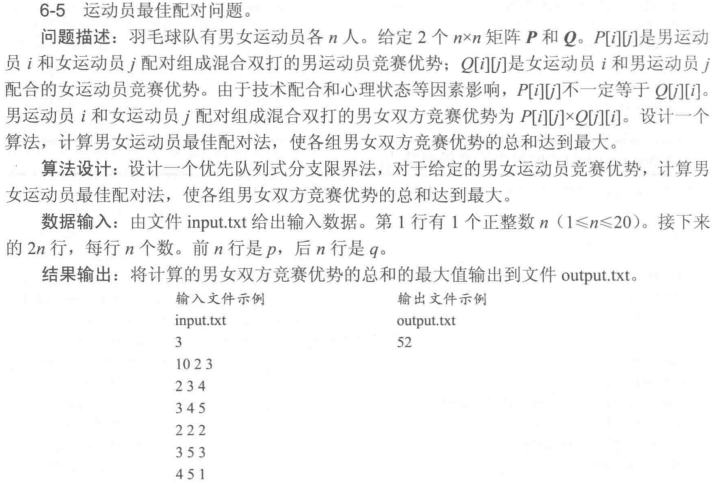 6-5 运动员最佳配对问题。
问题描述：羽毛球队有男女运动员各 n 人。给定 2 个 n×n 矩阵 P 和 Q。P[i][j]是男运动
员 i 和女运动员 j 配对组成混合双打的男运动员竞赛优势；Q[i][j]是女运动员 i 和男运动员 j
配合的女运动员竞赛优势。由于技术配合和心理状态等因素影响，P[i][j]不一定等于 Q[j][i]。
男运动员 i 和女运动员 j 配对组成混合双打的男女双方竞赛优势为 P[i][j]×Q[j][i]。设计一个
算法，计算男女运动员最佳配对法，使各组男女双方竞赛优势的总和达到最大。
算法设计：设计一个优先队列式分支限界法，对于给定的男女运动员竞赛优势，计算男
女运动员最佳配对法，使各组男女双方竞赛优势的总和达到最大。
数据输入：由文件 input.txt 给出输入数据。第 1 行有 1 个正整数 n（1≤n≤20）。接下来
的 2n 行，每行 n 个数。前 n 行是 p，后 n 行是 q。
结果输出：将计算的男女双方竞赛优势的总和的最大值输出到文件 output.txt。
输入文件示例 输出文件示例
input.txt output.txt
3 52
10 2 3
2 3 4
3 4 5
2 2 2
3 5 3
4 5 1